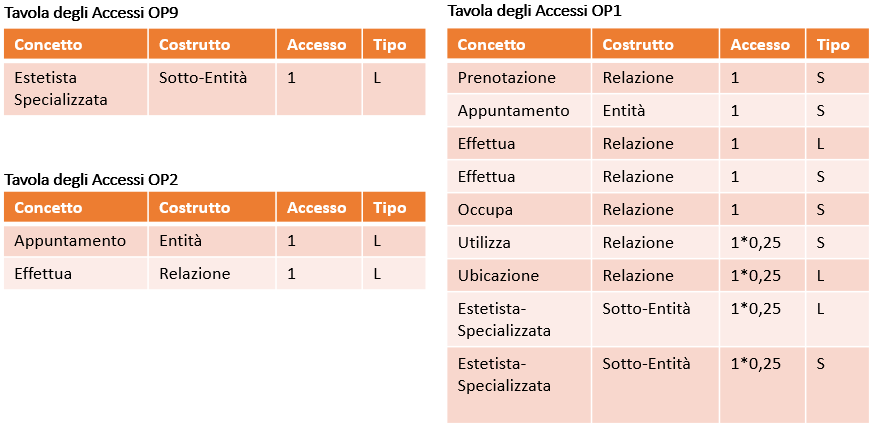 Tavola degli Accessi OP9
Concetto Costrutto Accesso Tipo
Estetista Sotto-Entità 1 L
Specializzata
Tavola degli Accessi OP2
Concetto Costrutto Accesso Tipo
Appuntamento Entità 1 L
Effettua Relazione 1 L
Tavola degli Accessi OP1
Concetto Costrutto Accesso Tipo
Prenotazione Relazione 1 S
Appuntamento Entità 1 S
Effettua Relazione 1 L
Effettua Relazione 1 S
Occupa Relazione 1 S
Utilizza Relazione 1*0,25 S
Ubicazione Relazione 1*0,25 L
Estetista- Sotto-Entità 1*0,25 L
Specializzata
Estetista- Sotto-Entità 1*0,25 S
Specializzata